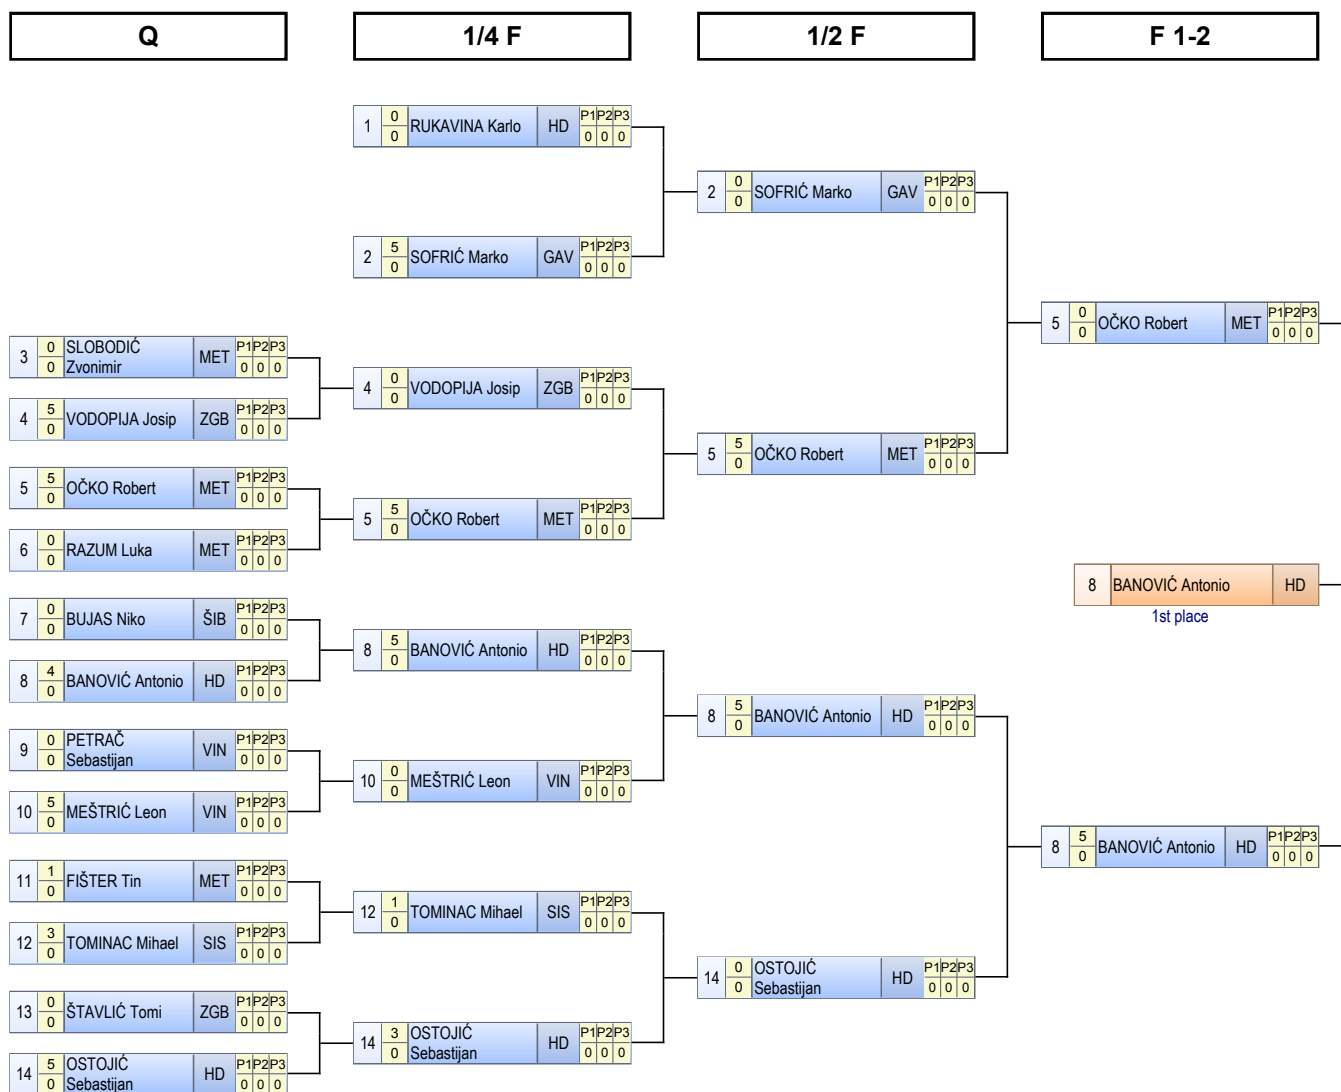 Q
1/4 F
1/2 F
F 1-2
1 0 0 RUKAVINA Karlo HD P1 P2 P3 0 0 0
2 5 0 SOFRIĆ Marko GAV P1 P2 P3 0 0 0
3 0 0 SLOBODIĆ Zvonimir MET P1 P2 P3 0 0 0
4 5 0 VODOPIJA Josip ZGB P1 P2 P3 0 0 0
5 5 0 OČKO Robert MET P1 P2 P3 0 0 0
6 0 0 RAZUM Luka MET P1 P2 P3 0 0 0
7 0 0 BUJAS Niko ŠIB P1 P2 P3 0 0 0
8 4 0 BANOVIĆ Antonio HD P1 P2 P3 0 0 0
9 0 0 PETRAČ Sebastijan VIN P1 P2 P3 0 0 0
10 5 0 MEŠTRIĆ Leon VIN P1 P2 P3 0 0 0
11 1 0 FIŠTER Tin MET P1 P2 P3 0 0 0
12 3 0 TOMINAC Mihael SIS P1 P2 P3 0 0 0
13 0 0 ŠTAVLIĆ Tomi ZGB P1 P2 P3 0 0 0
14 5 0 OSTOJIĆ Sebastijan HD P1 P2 P3 0 0 0
4 0 0 VODOPIJA Josip ZGB P1 P2 P3 0 0 0
5 5 0 OČKO Robert MET P1 P2 P3 0 0 0
8 5 0 BANOVIĆ Antonio HD P1 P2 P3 0 0 0
10 0 0 MEŠTRIĆ Leon VIN P1 P2 P3 0 0 0
12 1 0 TOMINAC Mihael SIS P1 P2 P3 0 0 0
14 3 0 OSTOJIĆ Sebastijan HD P1 P2 P3 0 0 0
2 0 0 SOFRIĆ Marko GAV P1 P2 P3 0 0 0
5 5 0 OČKO Robert MET P1 P2 P3 0 0 0
8 5 0 BANOVIĆ Antonio HD P1 P2 P3 0 0 0
14 0 0 OSTOJIĆ Sebastijan HD P1 P2 P3 0 0 0
5 0 0 OČKO Robert MET P1 P2 P3 0 0 0
8 BANOVIĆ Antonio HD
1st place
8 5 0 BANOVIĆ Antonio HD P1 P2 P3 0 0 0